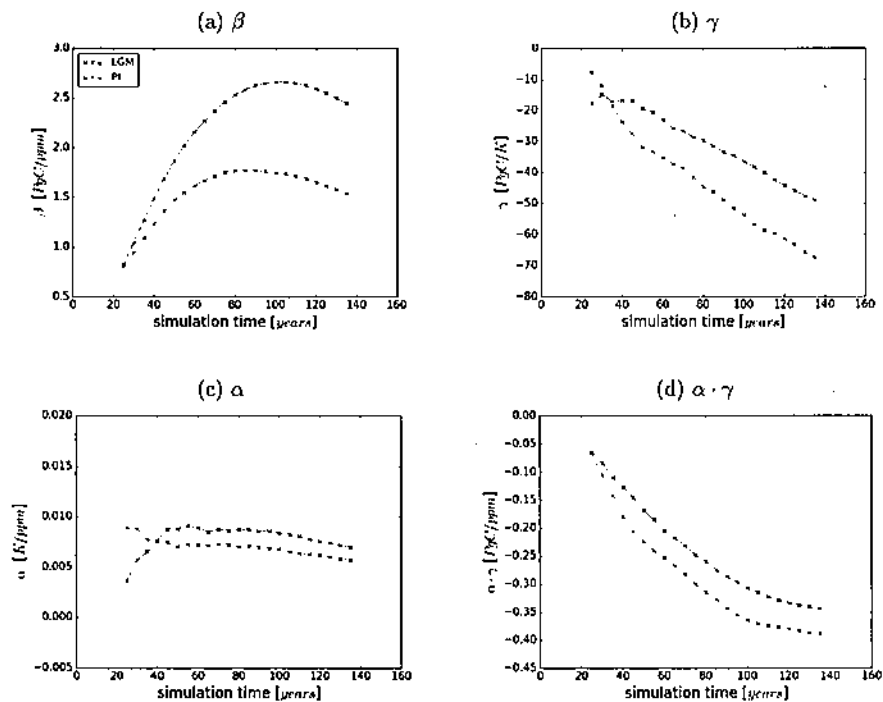 (a) β
β [PgC/ppm]
3.0
2.5
2.0
1.5
1.0
0.5
LGM
PI
0 20 40 60 80 100 120 140 160
simulation time [years]
(b) γ
γ [PgC/K]
0
−10
−20
−30
−40
−50
−60
−70
−80
0 20 40 60 80 100 120 140 160
simulation time [years]
(c) α
α [K/ppm]
0.020
0.015
0.010
0.005
0.000
−0.005
0 20 40 60 80 100 120 140 160
simulation time [years]
(d) α · γ
α·γ [PgC/ppm]
0.00
−0.05
−0.10
−0.15
−0.20
−0.25
−0.30
−0.35
−0.40
−0.45
0 20 40 60 80 100 120 140 160
simulation time [years]